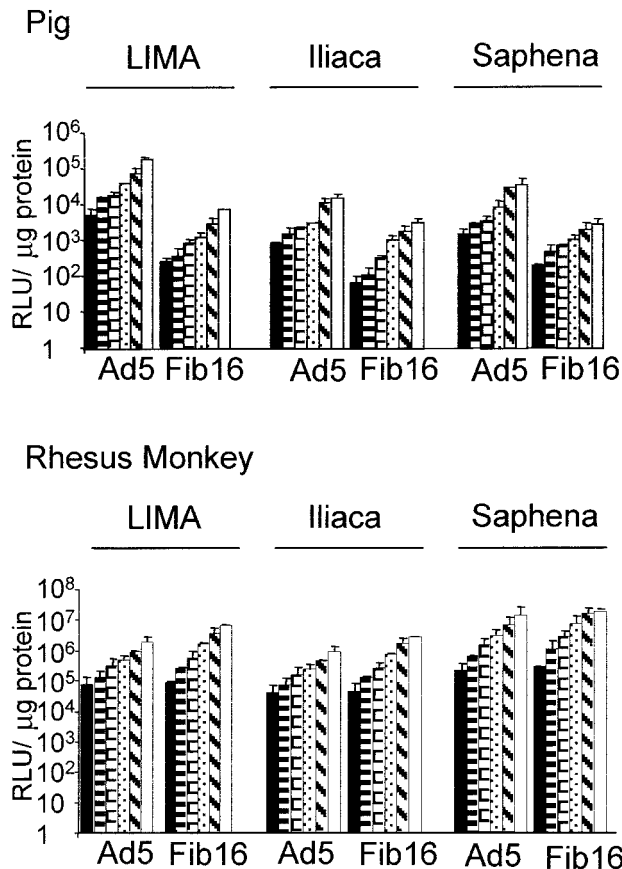 Pig
LIMA Iliaca Saphena
RLU/ μg protein
10⁶
10⁵
10⁴
10³
10²
10
1
Ad5 Fib16 Ad5 Fib16 Ad5 Fib16
Rhesus Monkey
LIMA Iliaca Saphena
RLU/ μg protein
10⁸
10⁷
10⁶
10⁵
10⁴
10³
10²
10
1
Ad5 Fib16 Ad5 Fib16 Ad5 Fib16